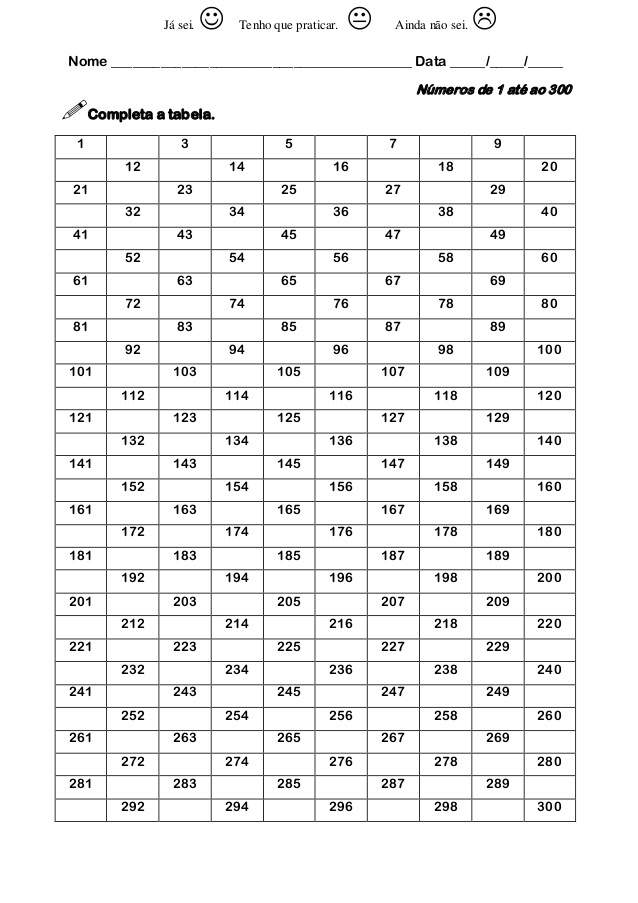 Já sei. Tenho que praticar. Ainda não sei.
Nome _______________________________________ Data _____/_____/_____
Números de 1 até ao 300
Completa a tabela.
1 3 5 7 9
12 14 16 18 20
21 23 25 27 29
32 34 36 38 40
41 43 45 47 49
52 54 56 58 60
61 63 65 67 69
72 74 76 78 80
81 83 85 87 89
92 94 96 98 100
101 103 105 107 109
112 114 116 118 120
121 123 125 127 129
132 134 136 138 140
141 143 145 147 149
152 154 156 158 160
161 163 165 167 169
172 174 176 178 180
181 183 185 187 189
192 194 196 198 200
201 203 205 207 209
212 214 216 218 220
221 223 225 227 229
232 234 236 238 240
241 243 245 247 249
252 254 256 258 260
261 263 265 267 269
272 274 276 278 280
281 283 285 287 289
292 294 296 298 300